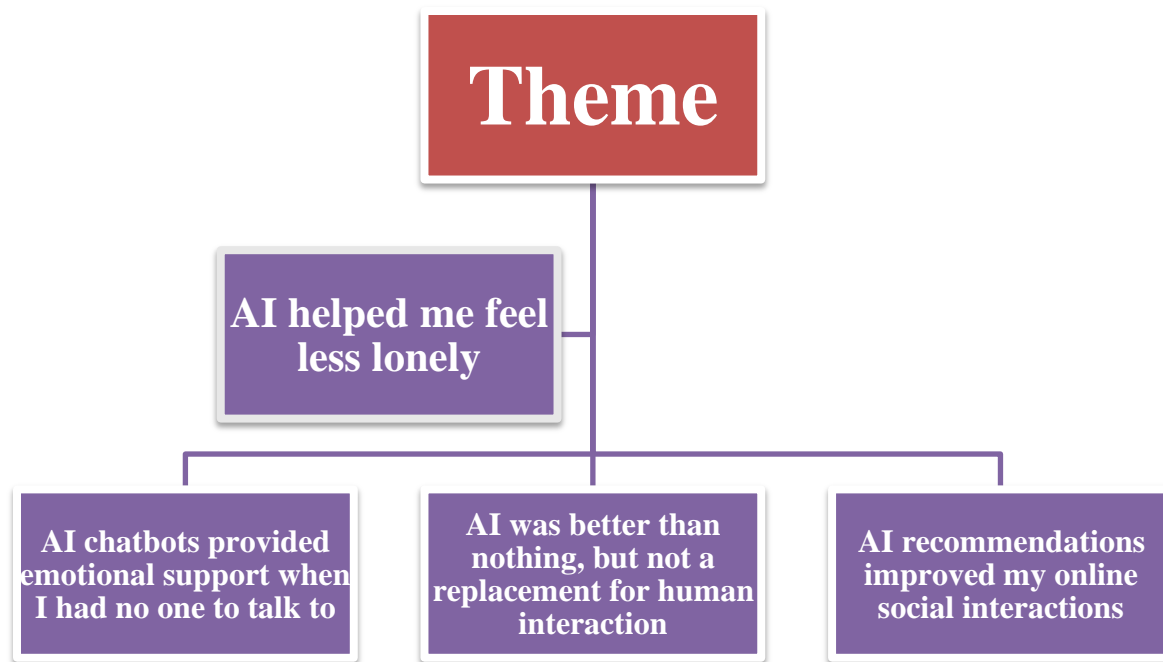 Theme
AI helped me feel
less lonely
AI chatbots provided
emotional support when
I had no one to talk to
AI was better than
nothing, but not a
replacement for human
interaction
AI recommendations
improved my online
social interactions